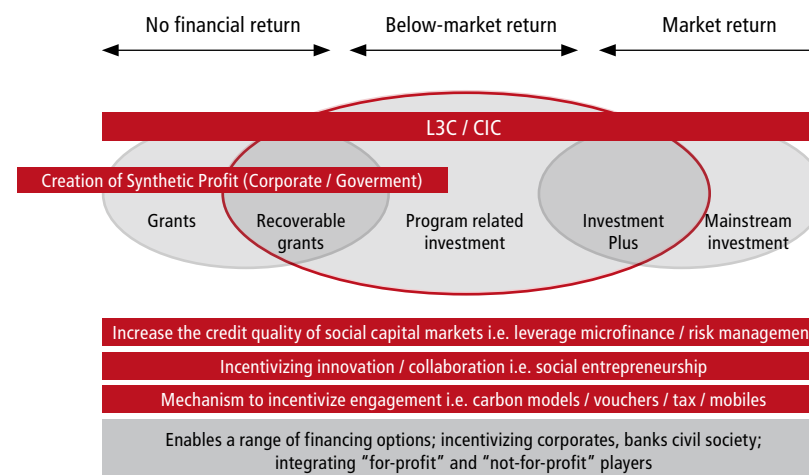 No financial return
Below-market return
Market return
L3C / CIC
Creation of Synthetic Profit (Corporate / Goverment)
Grants
Recoverable
grants
Program related
investment
Investment
Plus
Mainstream
investment
Increase the credit quality of social capital markets i.e. leverage microfinance / risk managemen
Incentivizing innovation / collaboration i.e. social entrepreneurship
Mechanism to incentivize engagement i.e. carbon models / vouchers / tax / mobiles
Enables a range of financing options; incentivizing corporates, banks civil society;
integrating “for-profit” and “not-for-profit” players